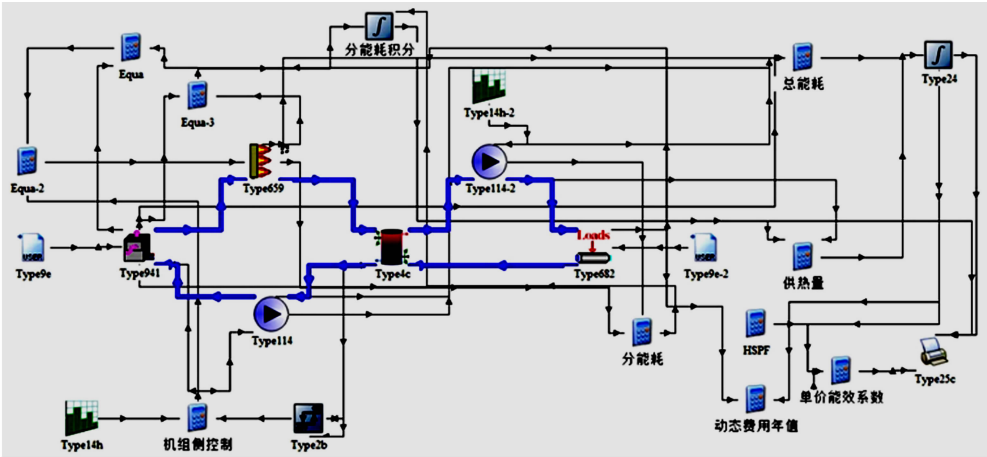 分能耗积分
Equa
总能耗
Type24
Equa-3
Type14h-2
Equa-2
Type659
Type114-2
USER
Type9e
Type941
Type4c
Loads
Type682
USER
Type9e-2
供热量
Type114
分能耗
HSPF
Type25c
单价能效系数
动态费用年值
Type14h
机组侧控制
Type2b